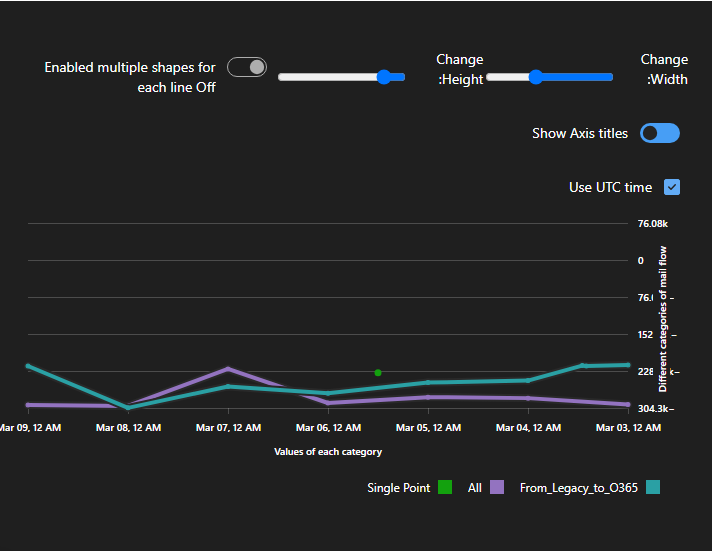 Enabled multiple shapes for
each line Off
Change
:Height
Change
:Width
Show Axis titles
Use UTC time
76.08k
0
76.0
152
228
k–
304.3k–
Different categories of mail flow
Mar 09, 12 AM
Mar 08, 12 AM
Mar 07, 12 AM
Mar 06, 12 AM
Mar 05, 12 AM
Mar 04, 12 AM
Mar 03, 12 AM
Values of each category
Single Point
All
From_Legacy_to_O365